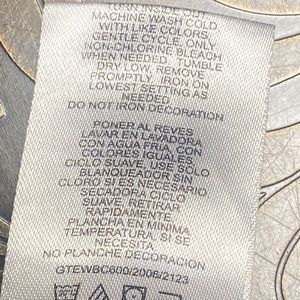 MACHINE WASH COLD
WITH LIKE COLORS,
GENTLE CYCLE, ONLY
NON-CHLORINE BLEACH
WHEN NEEDED. TUMBLE
DRY LOW, REMOVE
PROMPTLY. IRON ON
LOWEST SETTING AS
NEEDED
DO NOT IRON DECORATION
PONER AL REVES
LAVAR EN LAVADORA
CON AGUA FRIA, CON
COLORES IGUALES,
CICLO SUAVE, USE SOLO
BLANQUEADOR SIN
CLORO SI ES NECESARIO
SECADORA CICLO
SUAVE, RETIRAR
RAPIDAMENTE.
PLANCHA EN MINIMA
TEMPERATURA SI SE
NECESITA
NO PLANCHE DECORACION
GTEWBC600/2006/2123